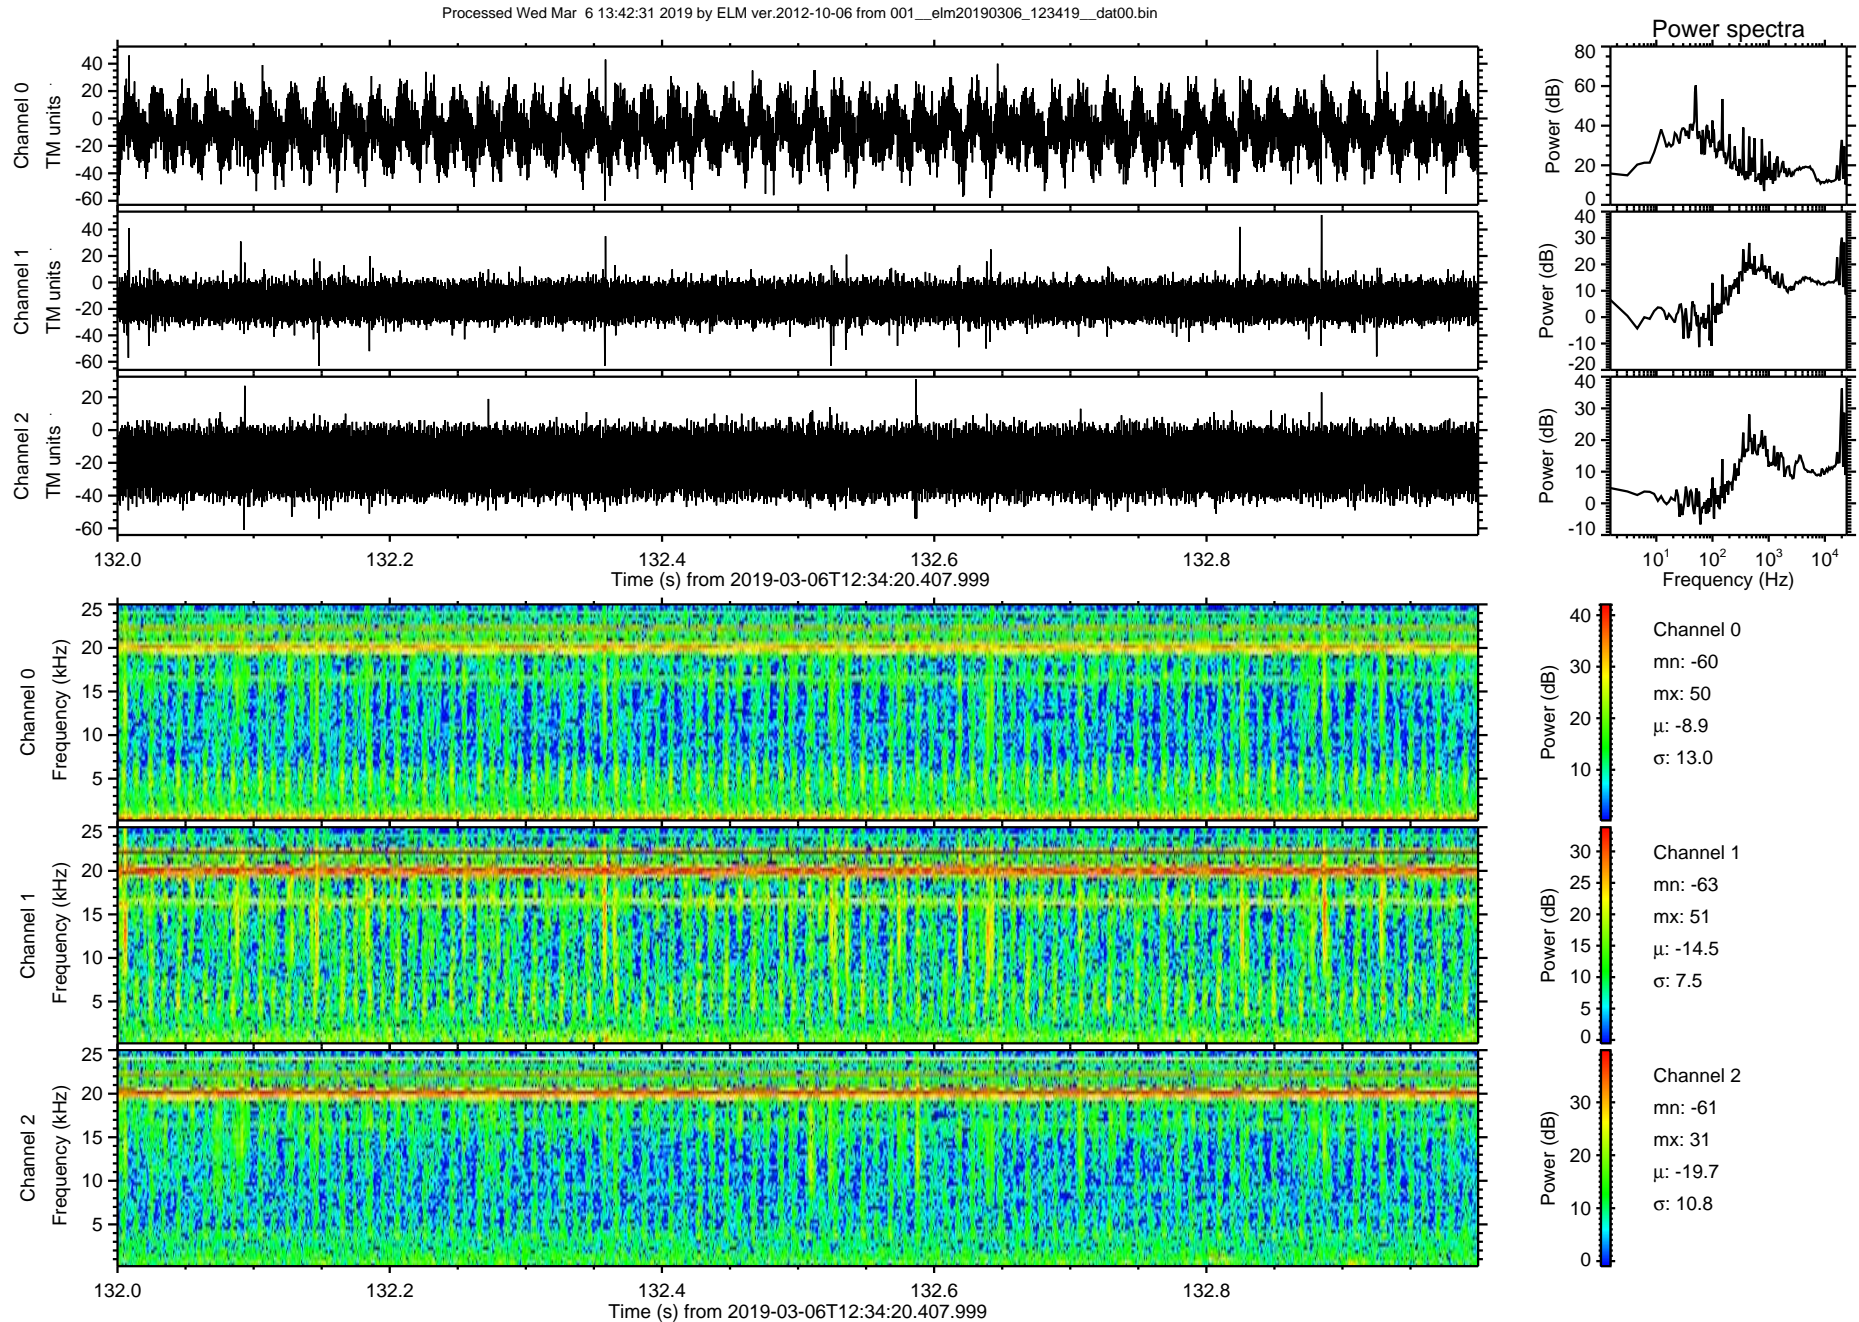 Processed Wed Mar  6 13:42:31 2019 by ELM ver.2012-10-06 from 001__elm20190306_123419__dat00.bin
Power spectra
Channel 0
TM units
40
20
0
-20
-40
-60
Power (dB)
80
60
40
20
0
Channel 1
TM units
40
20
0
-20
-40
-60
Power (dB)
40
30
20
10
0
-10
-20
Channel 2
TM units
20
0
-20
-40
-60
Power (dB)
40
30
20
10
0
-10
132.0
132.2
132.4
132.6
132.8
Time (s) from 2019-03-06T12:34:20.407.999
10¹
10²
10³
10⁴
Frequency (Hz)
Channel 0
Frequency (kHz)
25
20
15
10
5
Power (dB)
40
30
20
10
Channel 0
mn: -60
mx: 50
μ: -8.9
σ: 13.0
Channel 1
Frequency (kHz)
25
20
15
10
5
Power (dB)
30
25
20
15
10
5
0
Channel 1
mn: -63
mx: 51
μ: -14.5
σ: 7.5
Channel 2
Frequency (kHz)
25
20
15
10
5
Power (dB)
30
20
10
0
Channel 2
mn: -61
mx: 31
μ: -19.7
σ: 10.8
132.0
132.2
132.4
132.6
132.8
Time (s) from 2019-03-06T12:34:20.407.999